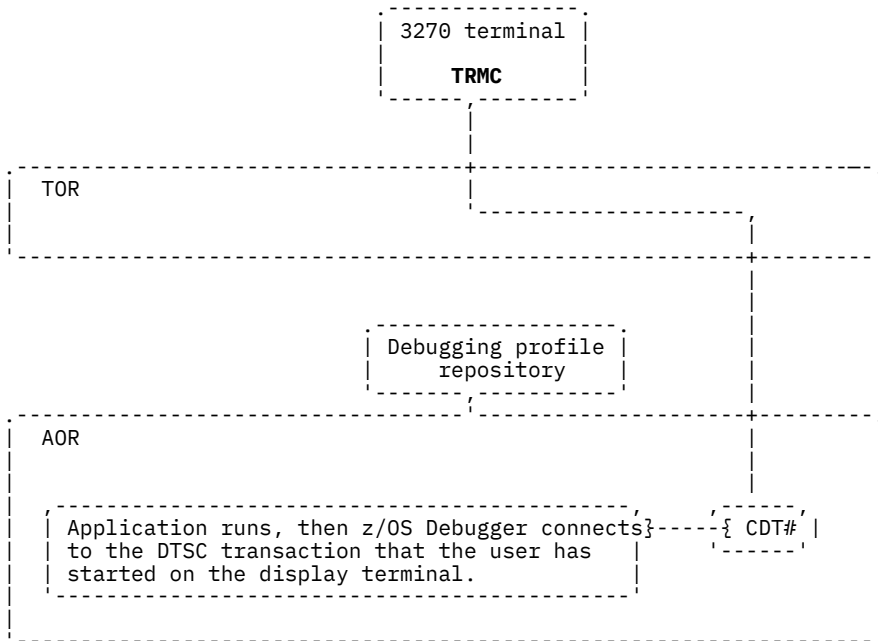 3270 terminal
TRMC
TOR
Debugging profile
repository
AOR
Application runs, then z/OS Debugger connects
CDT#
to the DTSC transaction that the user has
started on the display terminal.